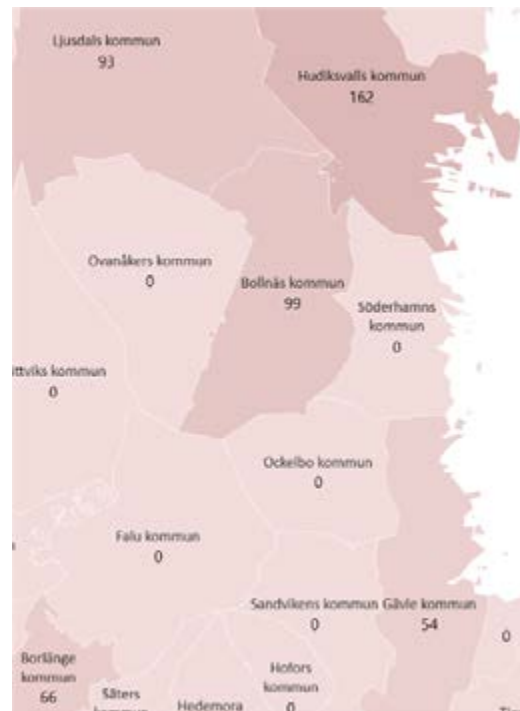 Ljusdals kommun
93
Hudiksvalls kommun
162
Ovanåkers kommun
0
Bollnäs kommun
99
Söderhamns
kommun
0
ttviks kommun
0
Ockelbo kommun
0
Falu kommun
0
Sandvikens kommun
0
Gävle kommun
54
0
Borlänge
kommun
66
Hofors
kommun
0
Säters
kommun
Hedemora